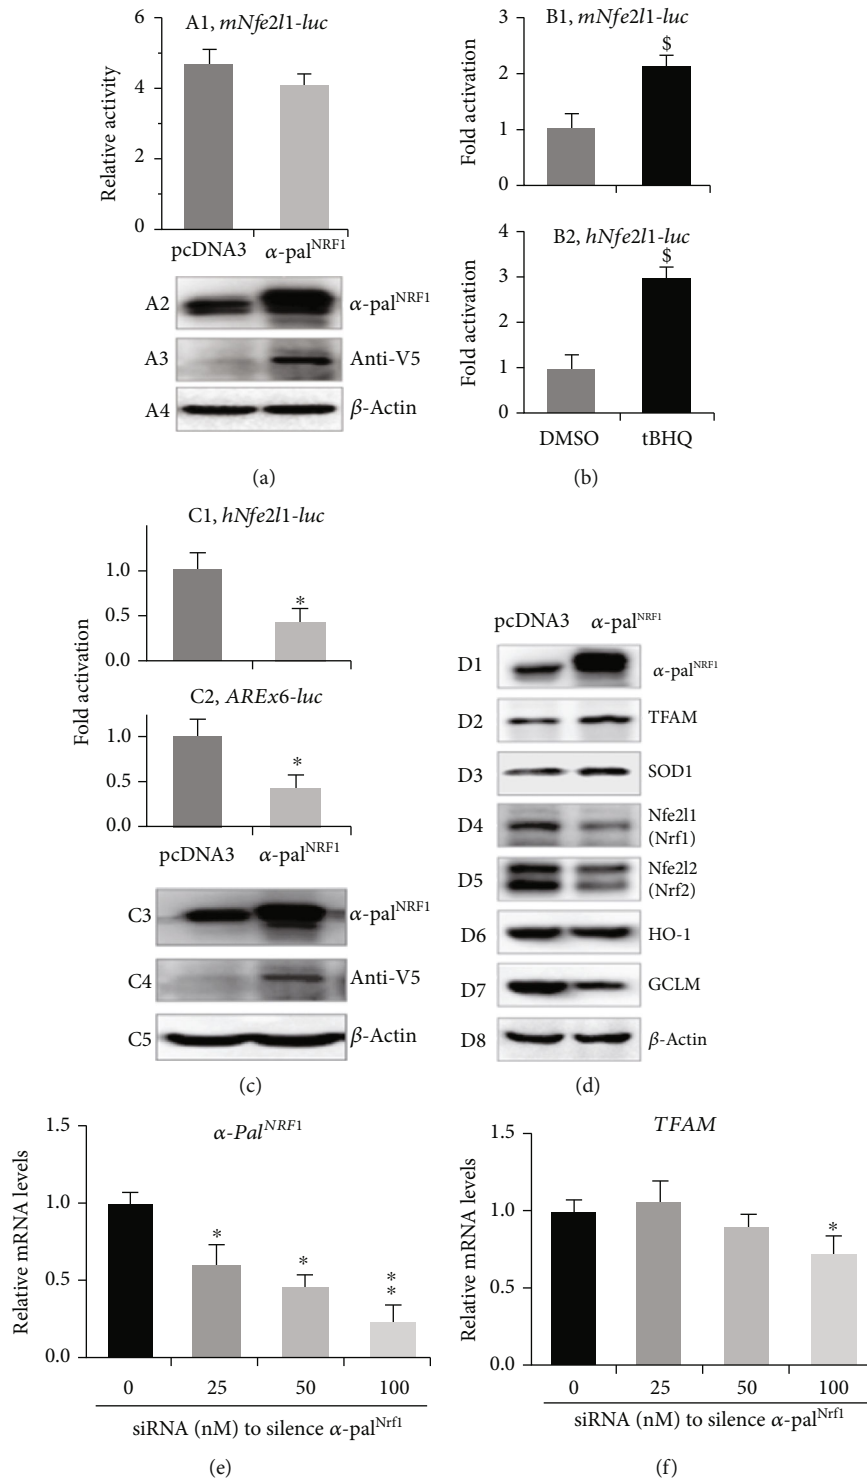 A1, mNfe2l1-luc
6
4
2
0
Relative activity
pcDNA3 α-pal^NRF1
A2 α-pal^NRF1
A3 Anti-V5
A4 β-Actin
(a)
B1, mNfe2l1-luc
3
2
1
0
Fold activation
$
B2, hNfe2l1-luc
4
3
2
1
0
Fold activation
$
DMSO tBHQ
(b)
C1, hNfe2l1-luc
1.0
0.5
0.0
*
Fold activation
C2, AREx6-luc
1.0
0.5
0.0
*
pcDNA3 α-pal^NRF1
C3 α-pal^NRF1
C4 Anti-V5
C5 β-Actin
(c)
pcDNA3 α-pal^NRF1
D1 α-pal^NRF1
D2 TFAM
D3 SOD1
D4 Nfe2l1
(Nrf1)
D5 Nfe2l2
(Nrf2)
D6 HO-1
D7 GCLM
D8 β-Actin
(d)
α-Pal^NRF1
1.5
1.0
0.5
0.0
Relative mRNA levels
* * **
0 25 50 100
siRNA (nM) to silence α-pal^Nrf1
(e)
TFAM
1.5
1.0
0.5
0.0
Relative mRNA levels
*
0 25 50 100
siRNA (nM) to silence α-pal^Nrf1
(f)